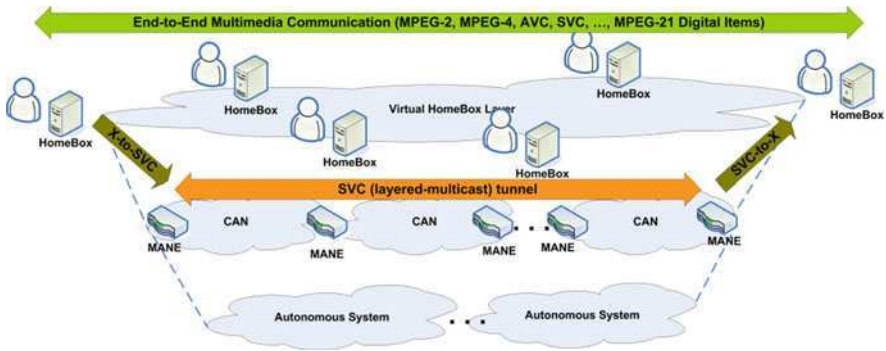 End-to-End Multimedia Communication (MPEG-2, MPEG-4, AVC, SVC, ..., MPEG-21 Digital Items)
HomeBox
HomeBox
HomeBox
HomeBox
Virtual HomeBox Layer
HomeBox
HomeBox
X-to-SVC
SVC-to-X
SVC (layered-multicast) tunnel
CAN
CAN
CAN
...
MANE
MANE
MANE
MANE
MANE
Autonomous System
...
Autonomous System